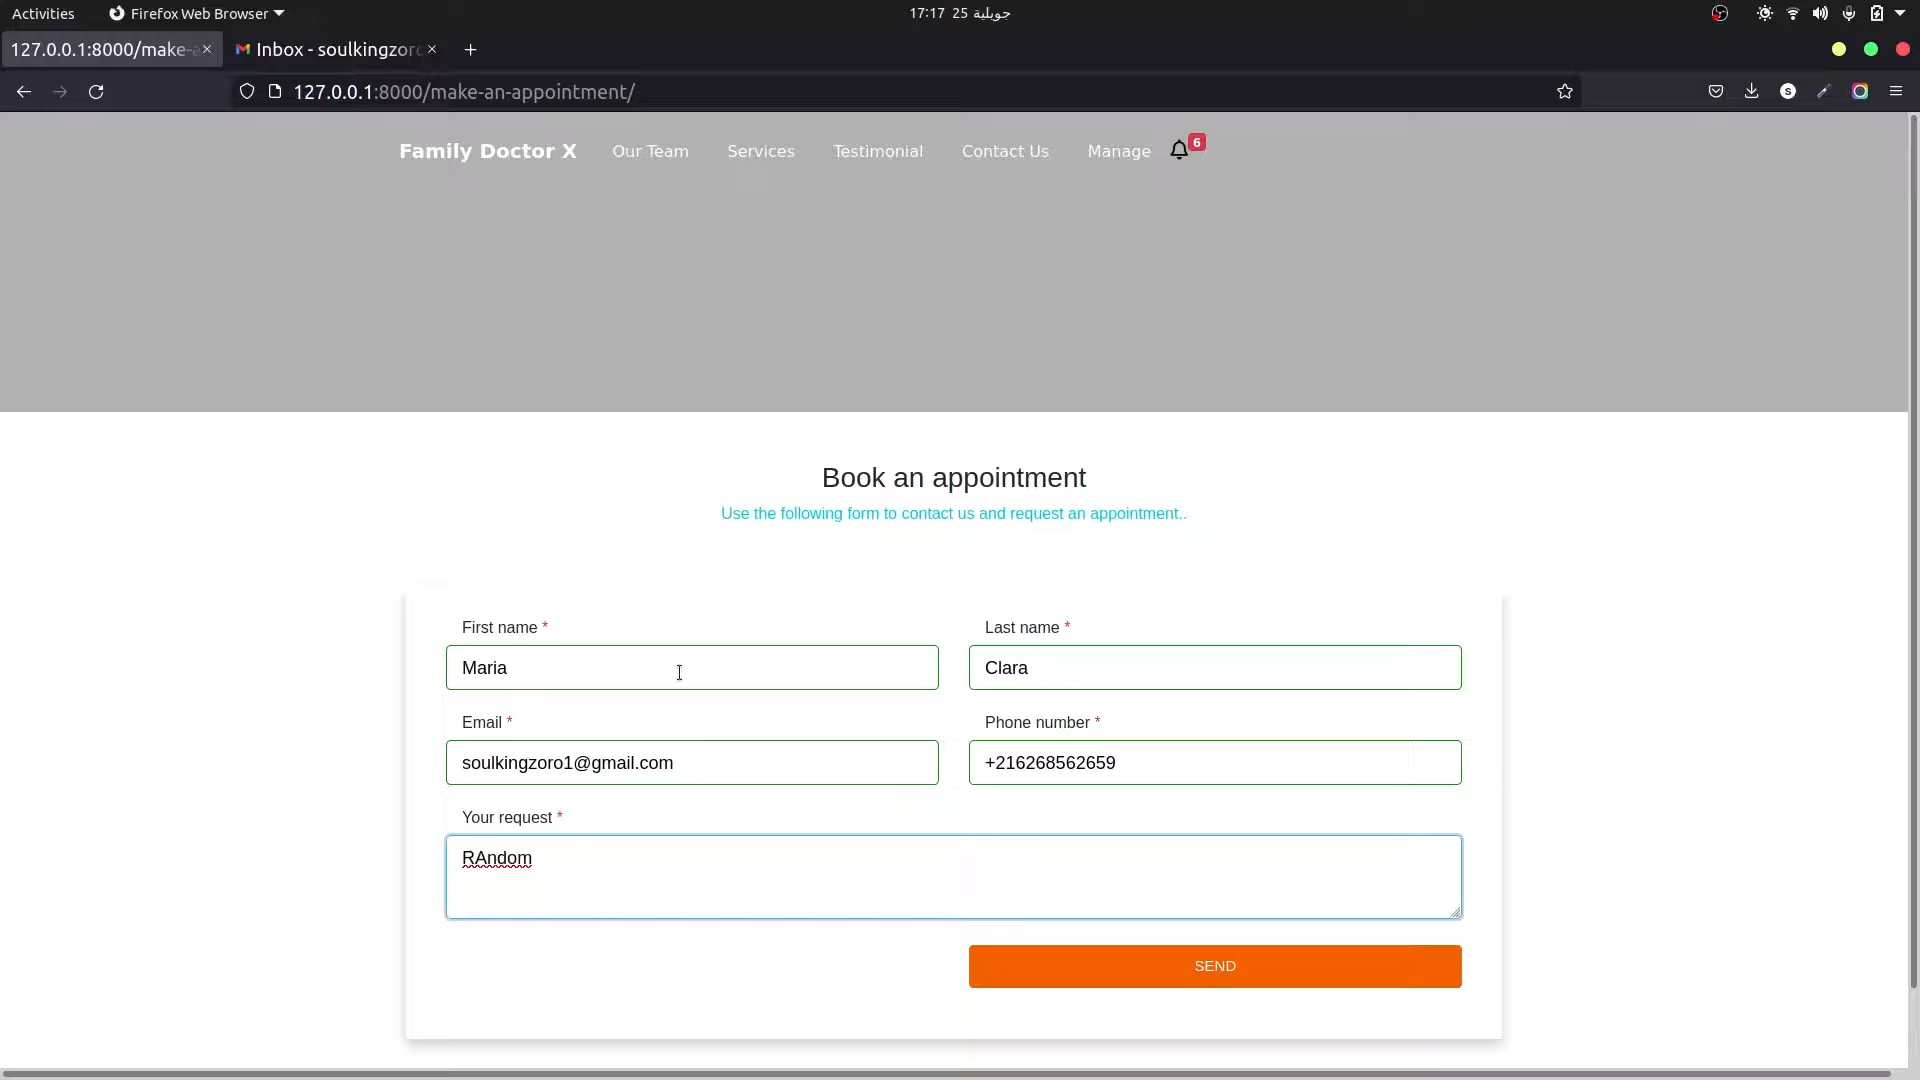 Activities Firefox Web Browser 17:17 25 جويلية
127.0.0.1:8000/make-a Inbox - soulkingzoro
127.0.0.1:8000/make-an-appointment/
Family Doctor X Our Team Services Testimonial Contact Us Manage 6
Book an appointment
Use the following form to contact us and request an appointment..
First name * Last name *
Maria Clara
Email * Phone number *
soulkingzoro1@gmail.com +216268562659
Your request *
RAndom
SEND